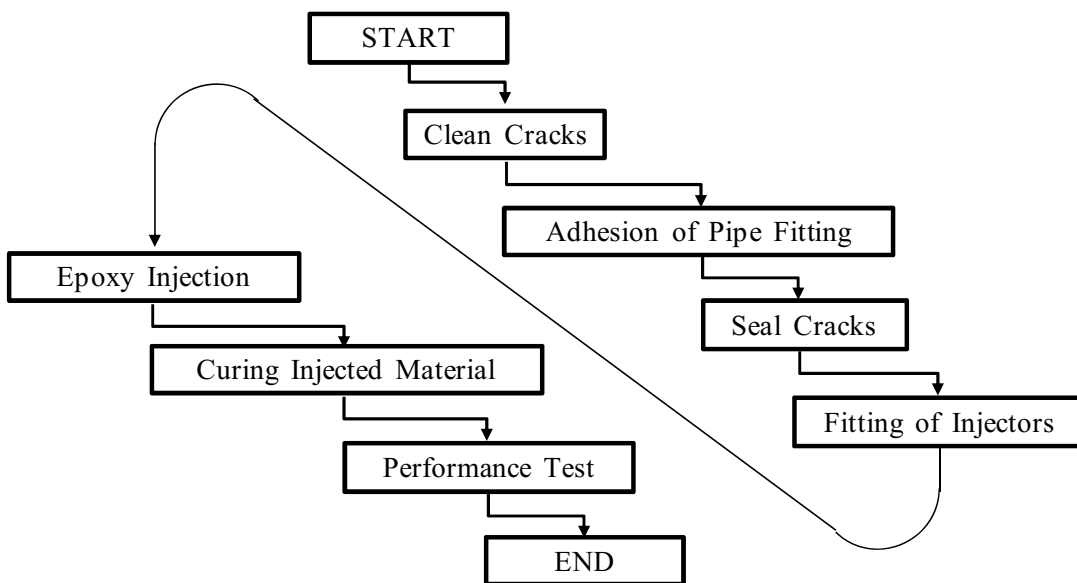 START
Clean Cracks
Adhesion of Pipe Fitting
Seal Cracks
Fitting of Injectors
Epoxy Injection
Curing Injected Material
Performance Test
END